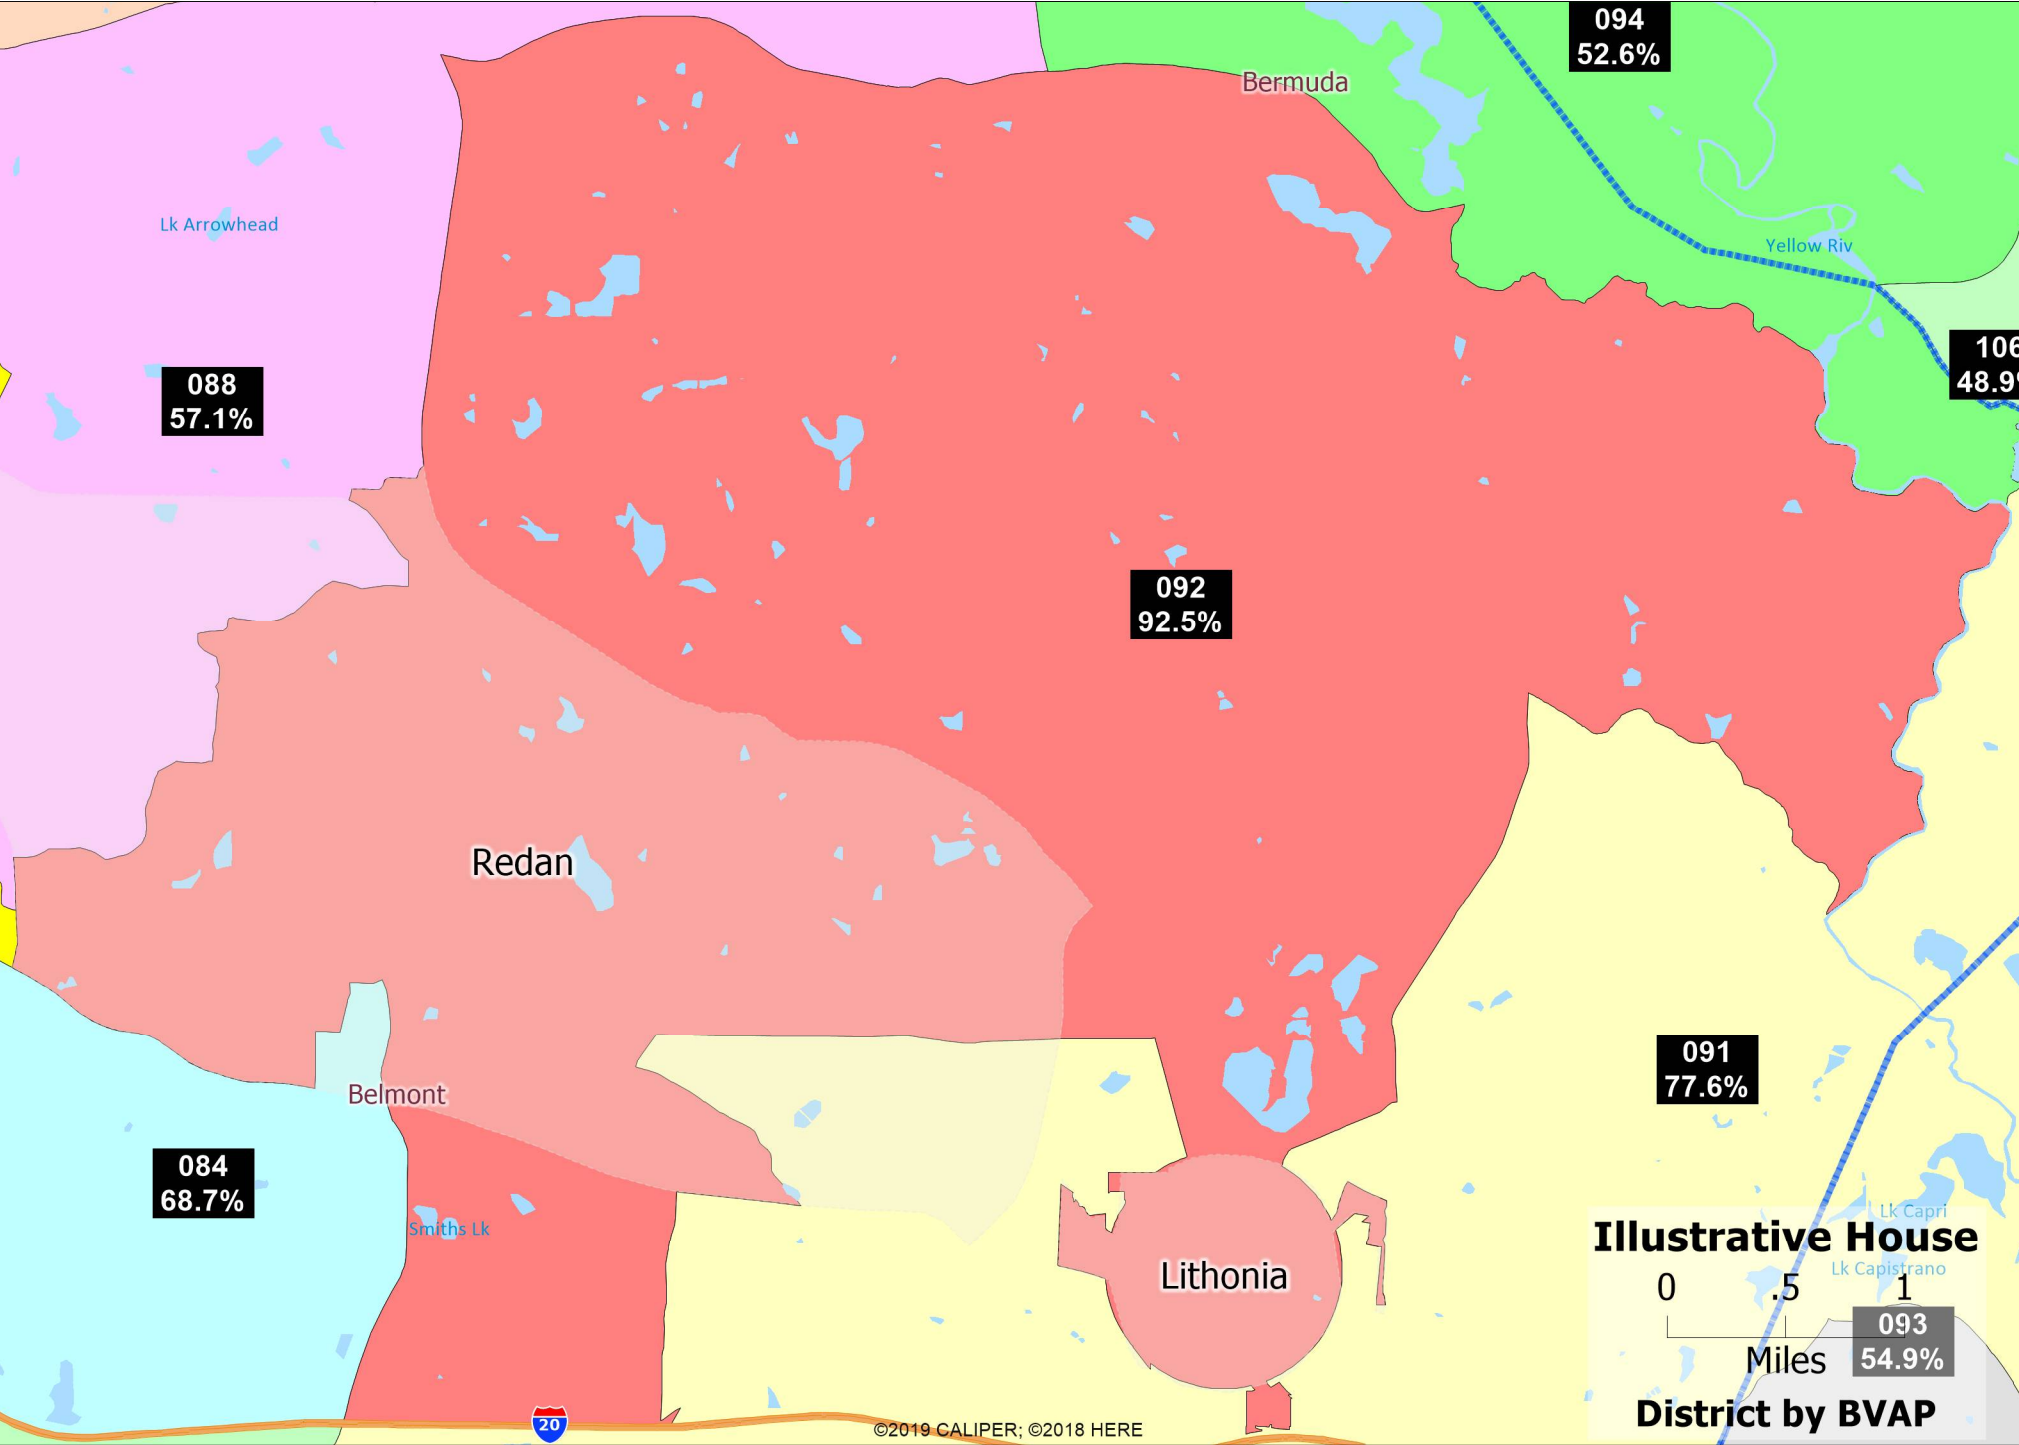 094
52.6%
Bermuda
Lk Arrowhead
Yellow Riv
106
48.9%
088
57.1%
092
92.5%
Redan
091
77.6%
Belmont
084
68.7%
Smiths Lk
Lk Capri
Illustrative House
Lk Capistrano
Lithonia
0 .5 1
093
54.9%
Miles
District by BVAP
20
©2019 CALIPER; ©2018 HERE